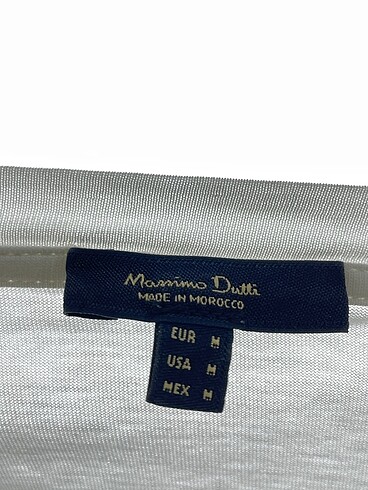 Massimo Dutti
MADE IN MOROCCO
EUR M
USA M
MEX M